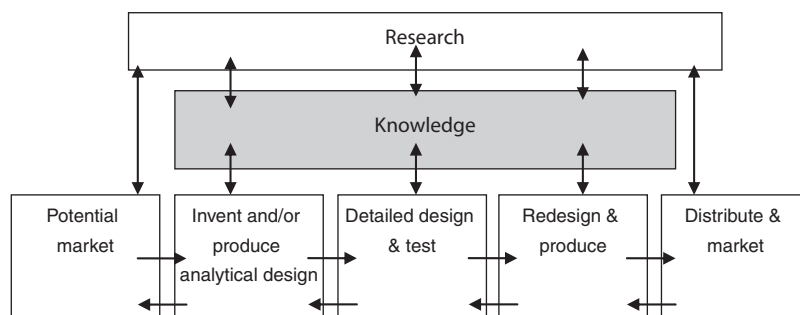 Research
Knowledge
Potential
market
Invent and/or
produce
analytical design
Detailed design
& test
Redesign &
produce
Distribute &
market